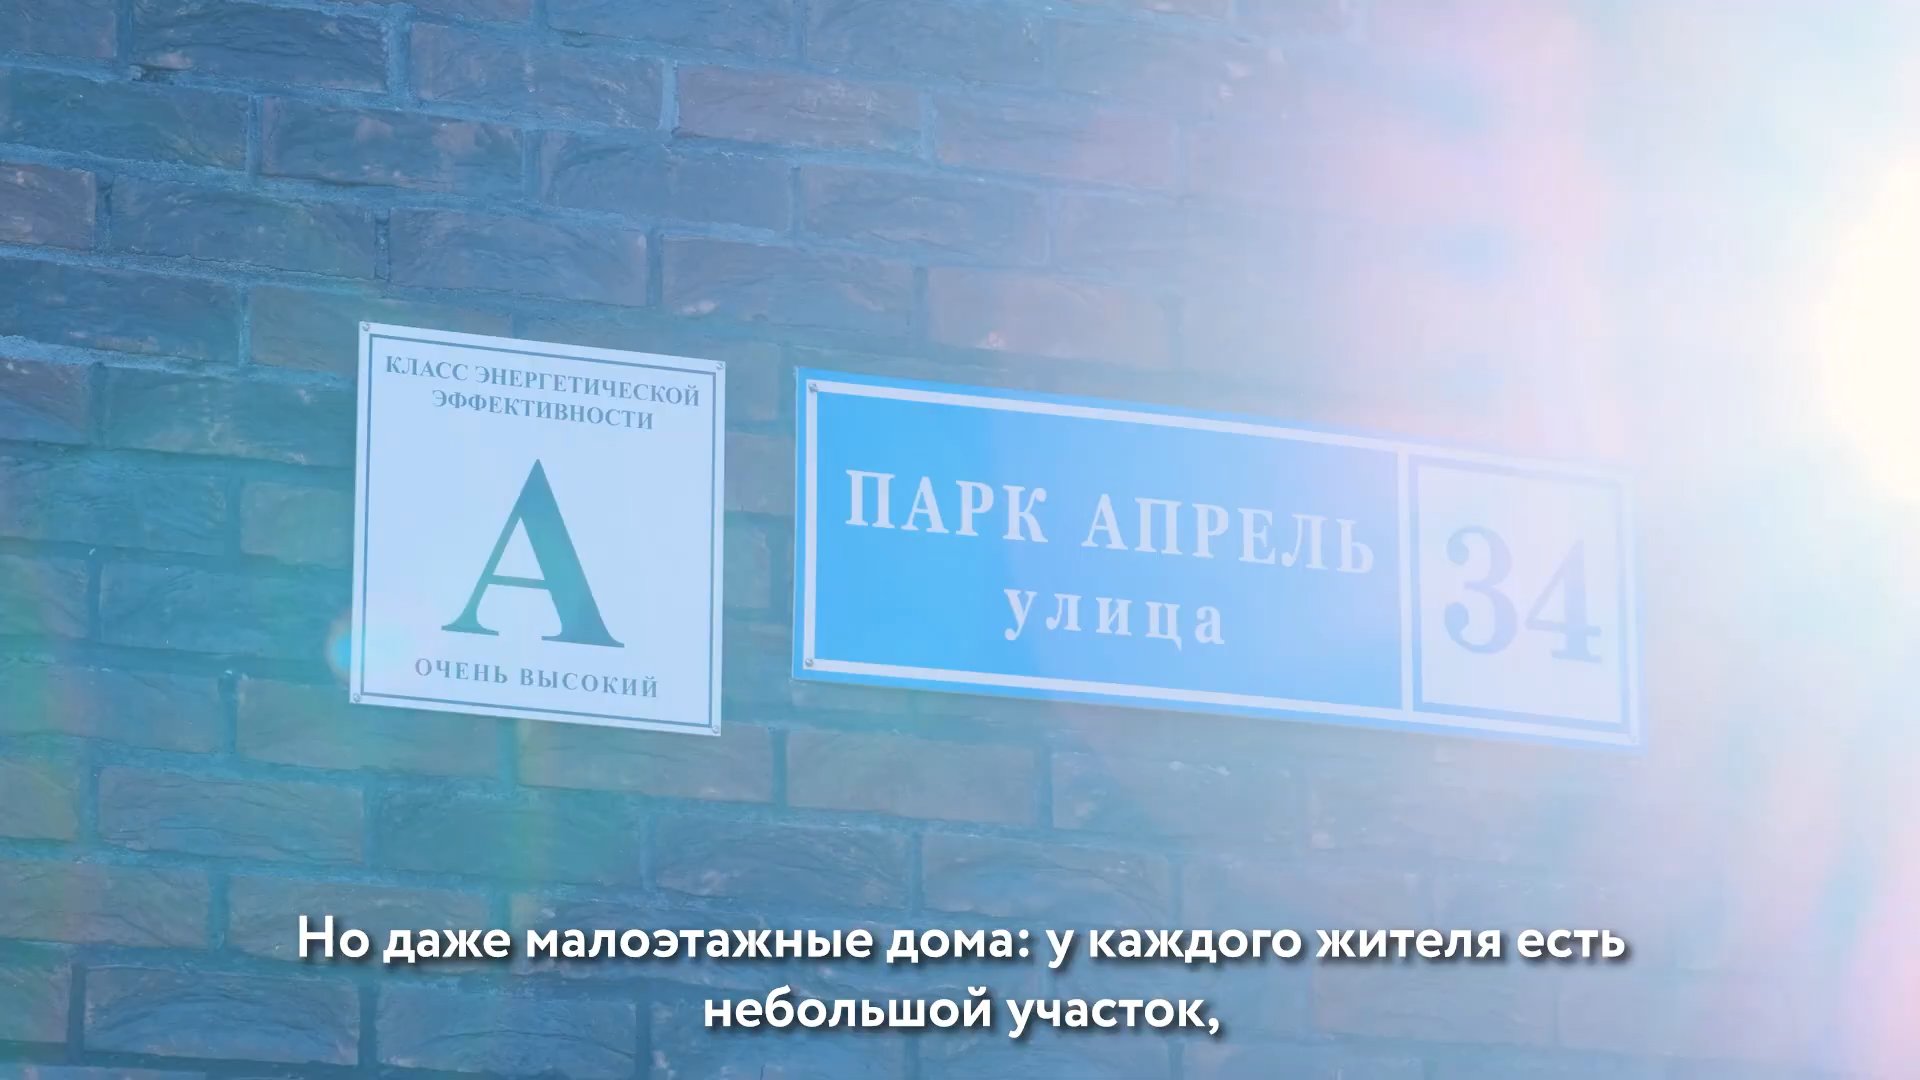 КЛАСС ЭНЕРГЕТИЧЕСКОЙ
ЭФФЕКТИВНОСТИ
А
ОЧЕНЬ ВЫСОКИЙ
ПАРК АПРЕЛЬ
улица
34
Но даже малоэтажные дома: у каждого жителя есть
небольшой участок,